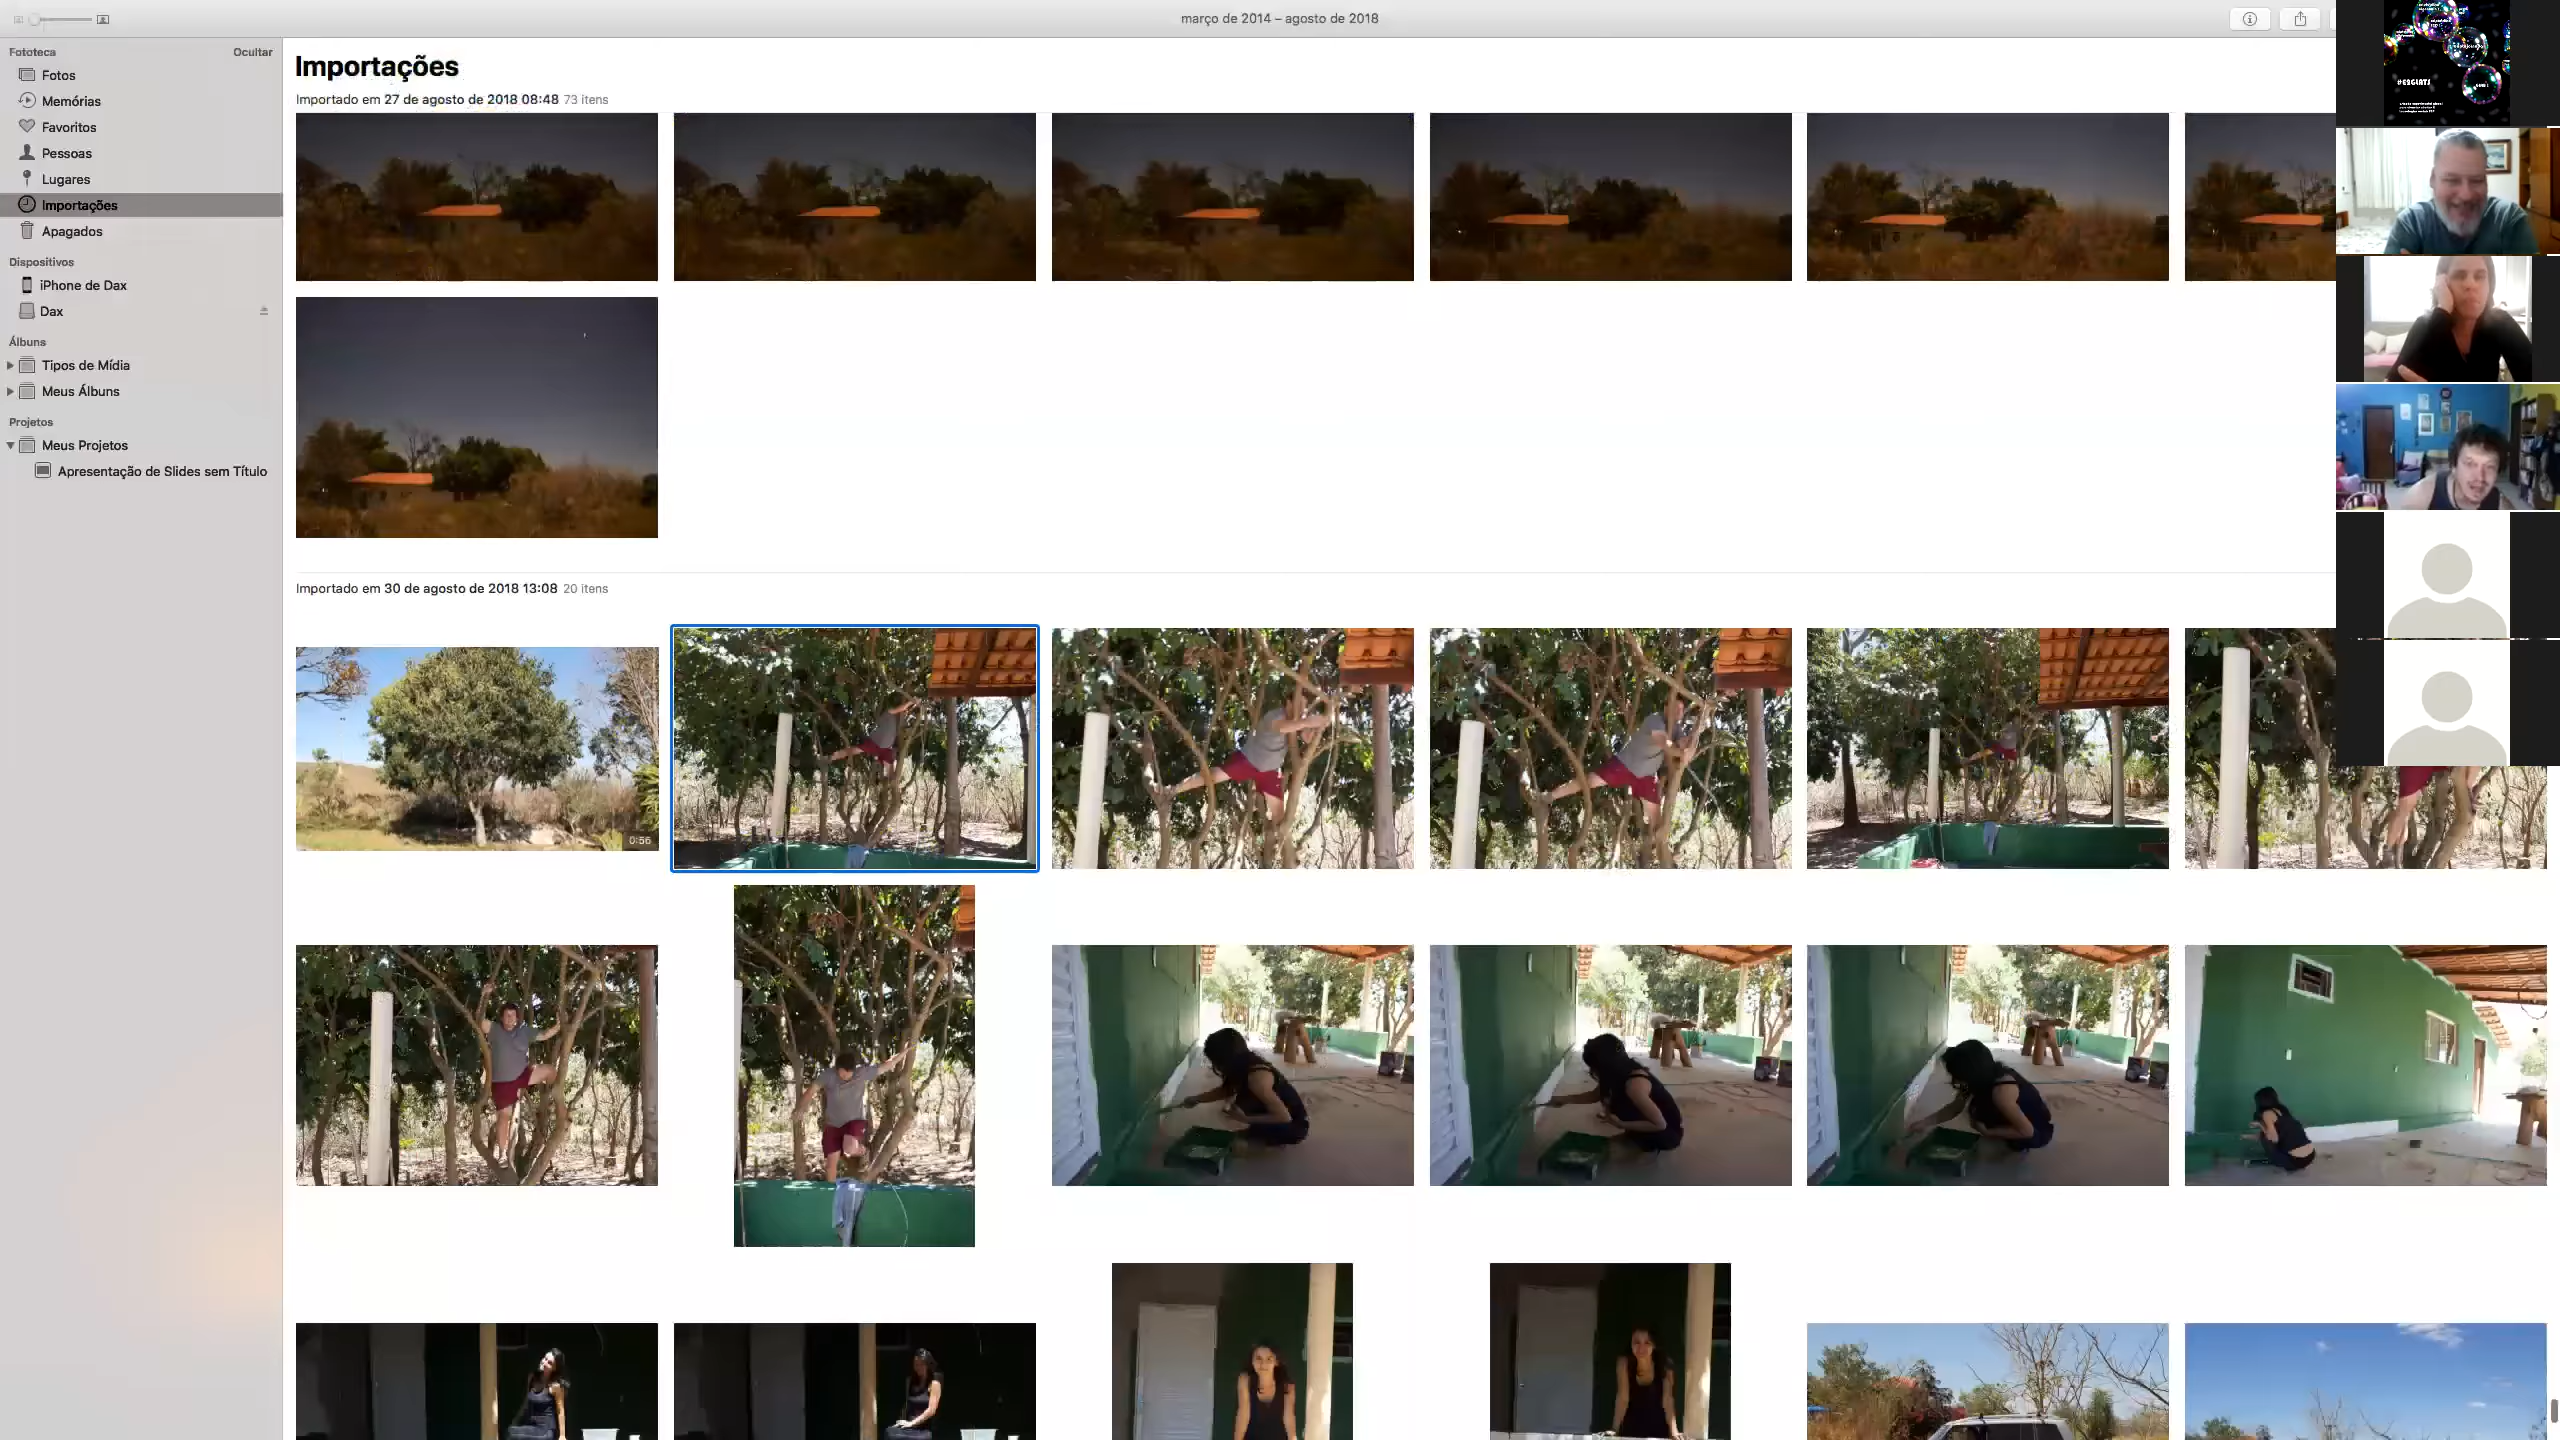 março de 2014 – agosto de 2018
Fototeca
Ocultar
Fotos
Memórias
Favoritos
Pessoas
Lugares
Importações
Apagados
Dispositivos
iPhone de Dax
Dax
Álbuns
Tipos de Mídia
Meus Álbuns
Projetos
Meus Projetos
Apresentação de Slides sem Título
Importações
Importado em 27 de agosto de 2018 08:48 73 itens
Importado em 30 de agosto de 2018 13:08 20 itens
0:56